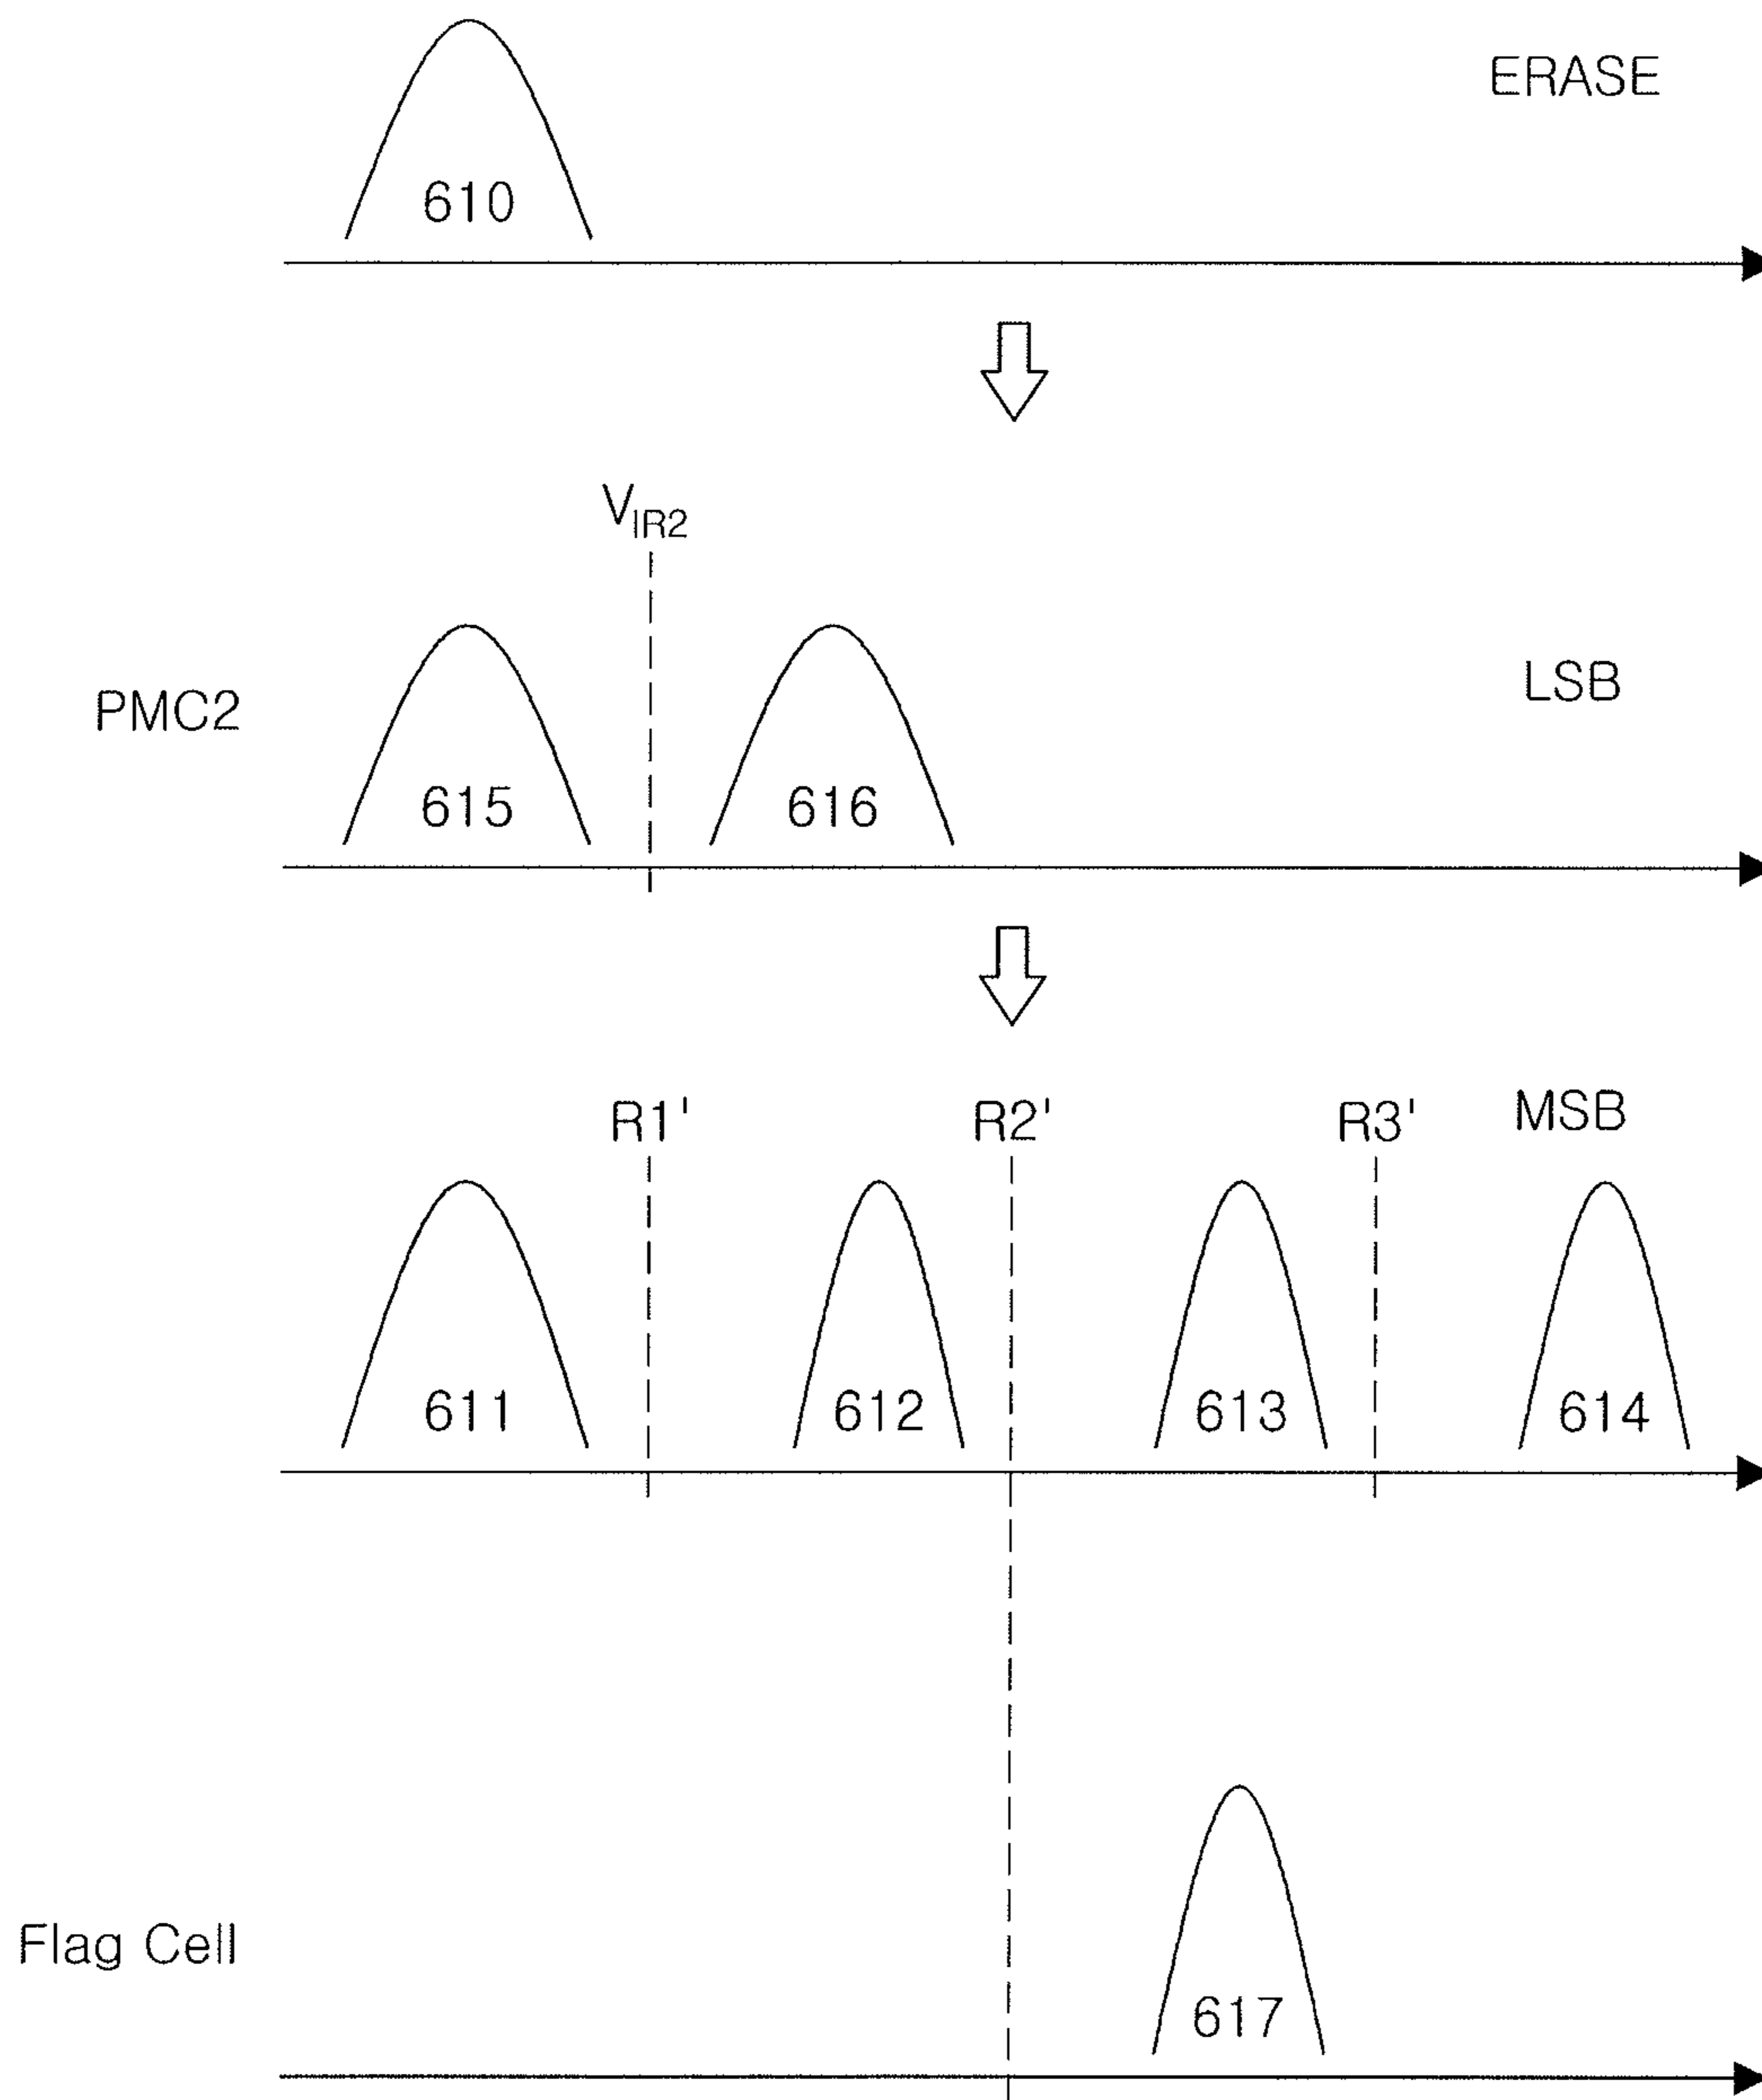 ERASE
610
V_IR2
PMC2
LSB
615
616
R1'
R2'
R3'
MSB
611
612
613
614
Flag Cell
617